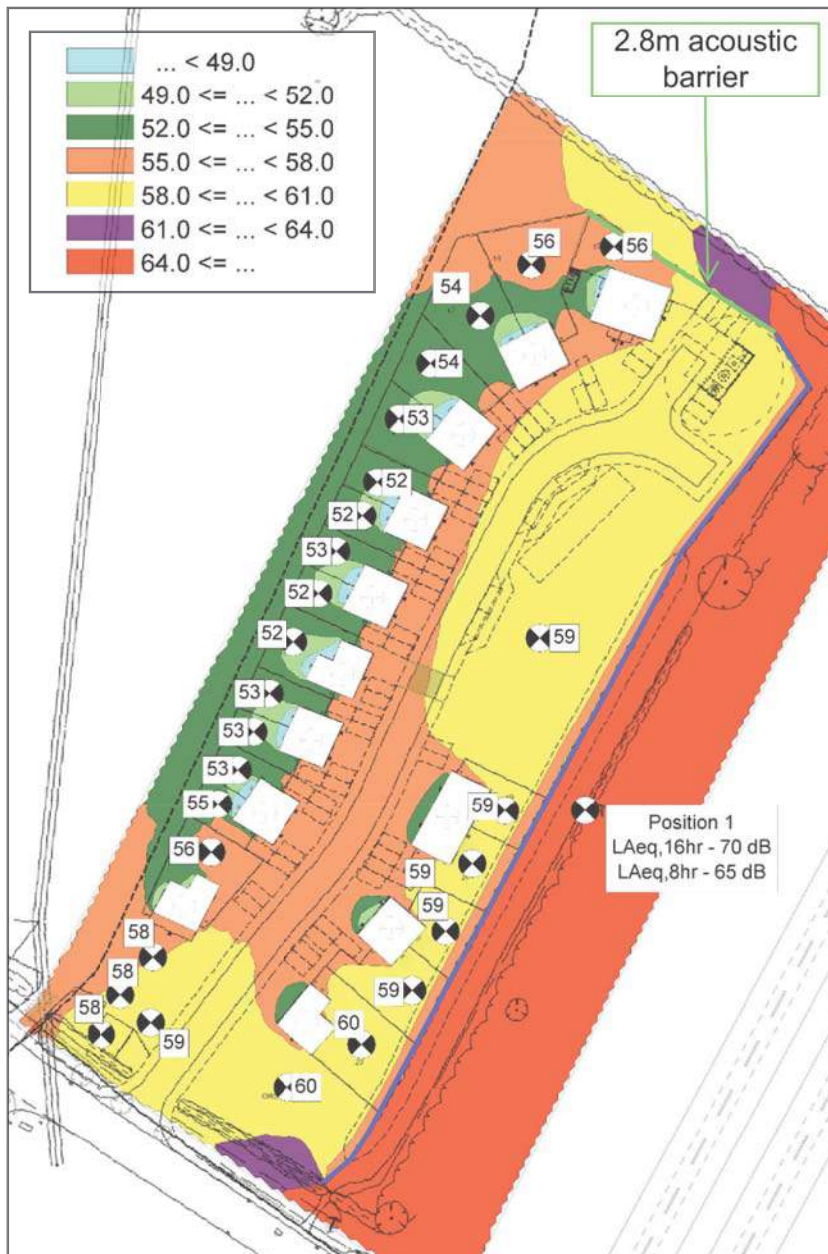 ... < 49.0
49.0 <= ... < 52.0
52.0 <= ... < 55.0
55.0 <= ... < 58.0
58.0 <= ... < 61.0
61.0 <= ... < 64.0
64.0 <= ...
2.8m acoustic
barrier
56
56
54
54
53
52
52
53
52
52
59
53
53
53
55
59
Position 1
LAeq,16hr - 70 dB
LAeq,8hr - 65 dB
56
59
59
58
58
59
58
59
60
60